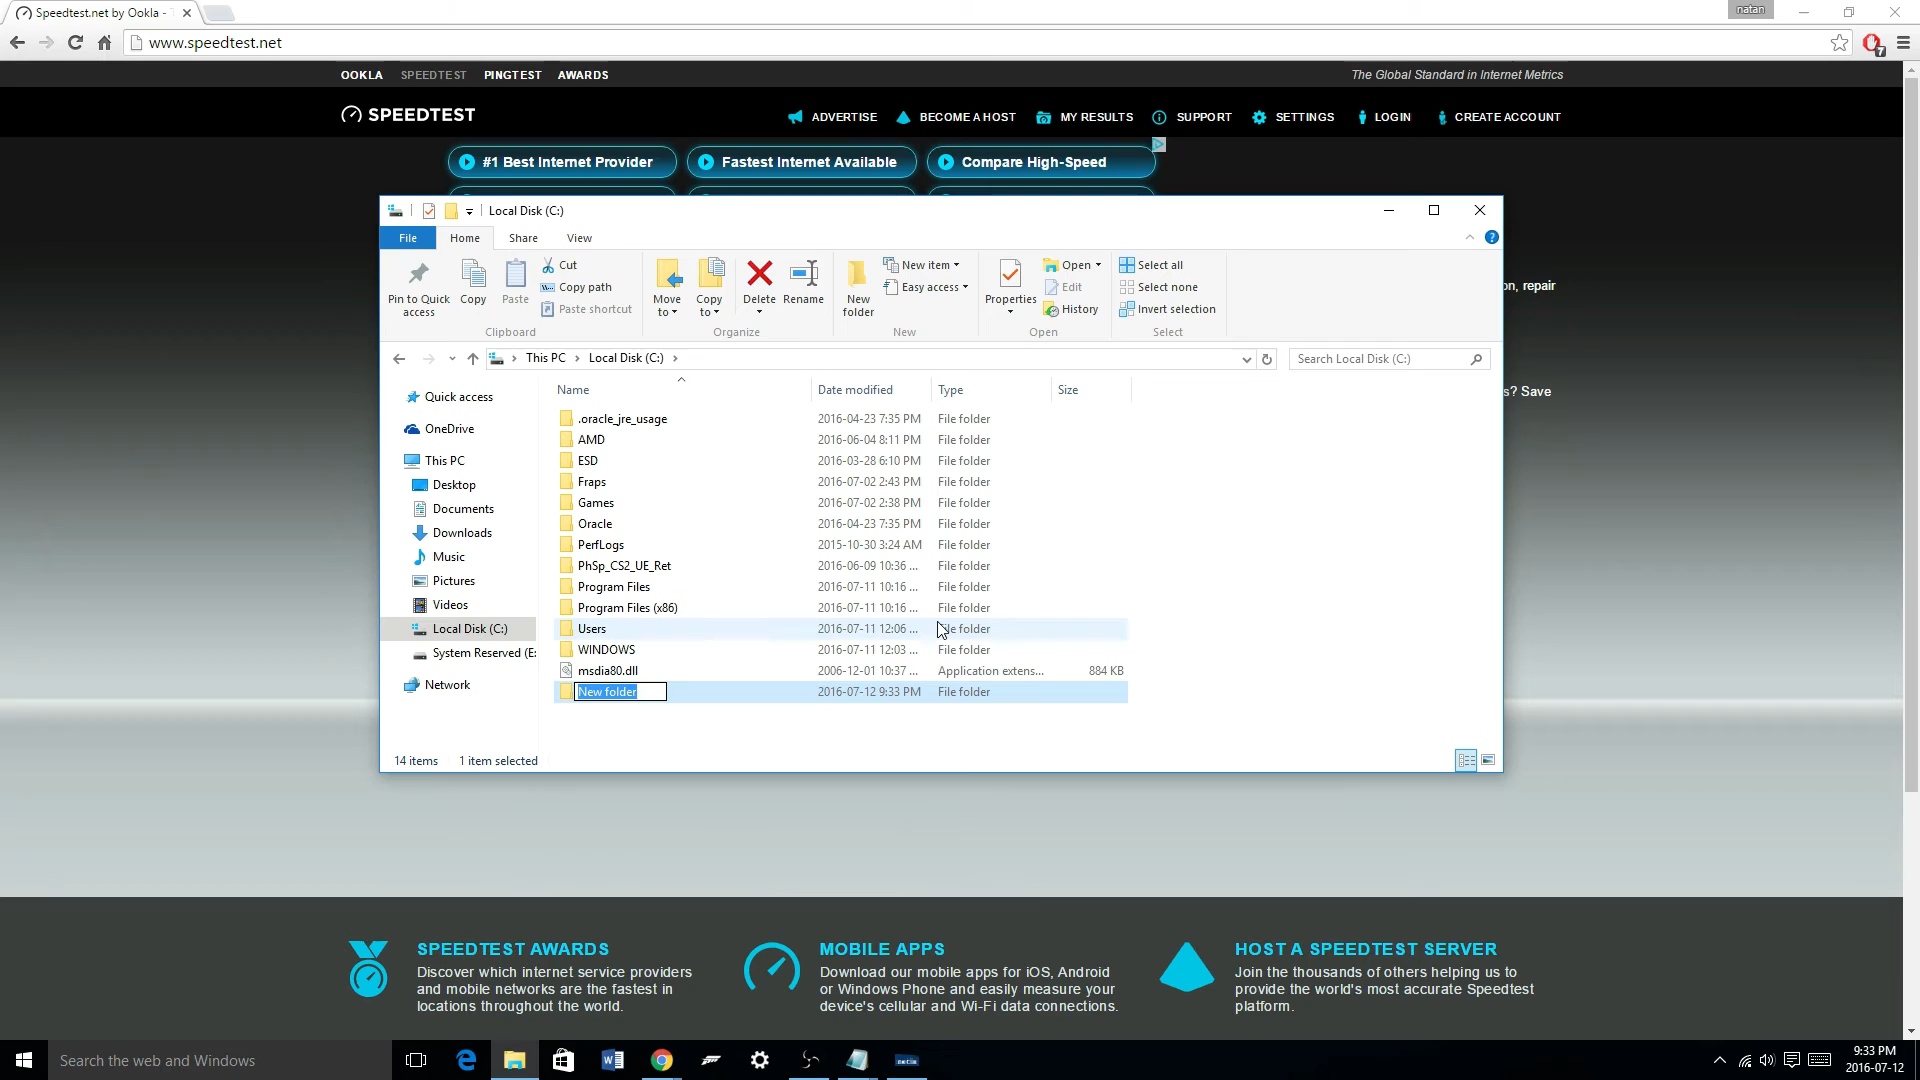 Speedtest.net by Ookla - T
natan
www.speedtest.net
7
OOKLA SPEEDTEST PINGTEST AWARDS
The Global Standard in Internet Metrics
SPEEDTEST
ADVERTISE BECOME A HOST MY RESULTS SUPPORT SETTINGS LOGIN CREATE ACCOUNT
#1 Best Internet Provider Fastest Internet Available Compare High-Speed
Local Disk (C:)
File Home Share View
Pin to Quick access
Copy
Paste
Cut
Copy path
Paste shortcut
Clipboard
Move to
Copy to
Delete
Rename
Organize
New folder
New item
Easy access
New
Properties
Open
Edit
History
Open
Select all
Select none
Invert selection
Select
on, repair
s? Save
This PC > Local Disk (C:) >
Search Local Disk (C:)
Quick access
OneDrive
This PC
Desktop
Documents
Downloads
Music
Pictures
Videos
Local Disk (C:)
System Reserved (E:
Network
Name Date modified Type Size
.oracle_jre_usage 2016-04-23 7:35 PM File folder
AMD 2016-06-04 8:11 PM File folder
ESD 2016-03-28 6:10 PM File folder
Fraps 2016-07-02 2:43 PM File folder
Games 2016-07-02 2:38 PM File folder
Oracle 2016-04-23 7:35 PM File folder
PerfLogs 2015-10-30 3:24 AM File folder
PhSp_CS2_UE_Ret 2016-06-09 10:36 ... File folder
Program Files 2016-07-11 10:16 ... File folder
Program Files (x86) 2016-07-11 10:16 ... File folder
Users 2016-07-11 12:06 ... File folder
WINDOWS 2016-07-11 12:03 ... File folder
msdia80.dll 2006-12-01 10:37 ... Application extens... 884 KB
New folder 2016-07-12 9:33 PM File folder
14 items 1 item selected
SPEEDTEST AWARDS
Discover which internet service providers
and mobile networks are the fastest in
locations throughout the world.
MOBILE APPS
Download our mobile apps for iOS, Android
or Windows Phone and easily measure your
device's cellular and Wi-Fi data connections.
HOST A SPEEDTEST SERVER
Join the thousands of others helping us to
provide the world's most accurate Speedtest
platform.
Search the web and Windows
9:33 PM
2016-07-12